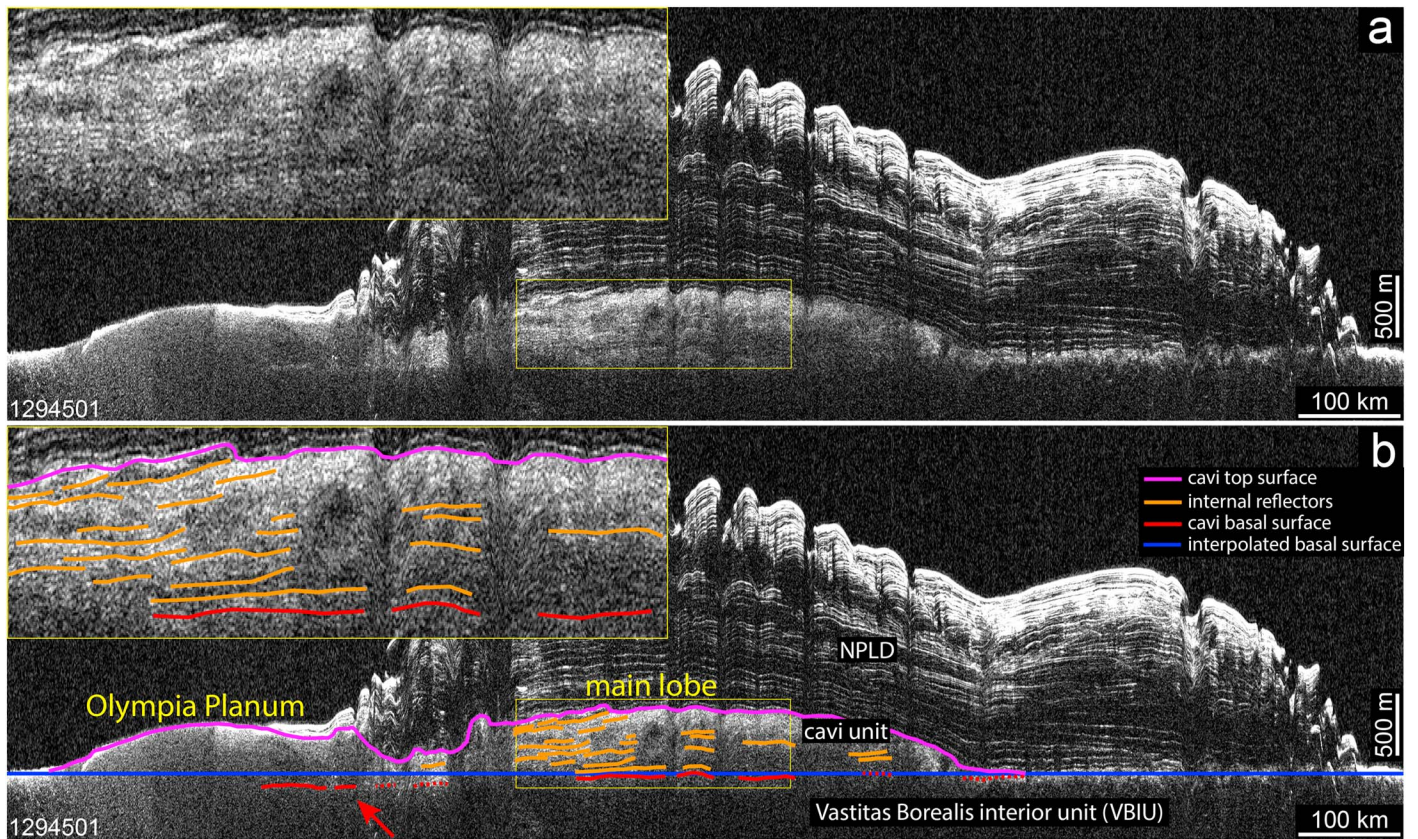 a
500 m
100 km
1294501
b
cavi top surface
internal reflectors
cavi basal surface
interpolated basal surface
NPLD
Olympia Planum
main lobe
cavi unit
500 m
Vastitas Borealis interior unit (VBIU)
100 km
1294501